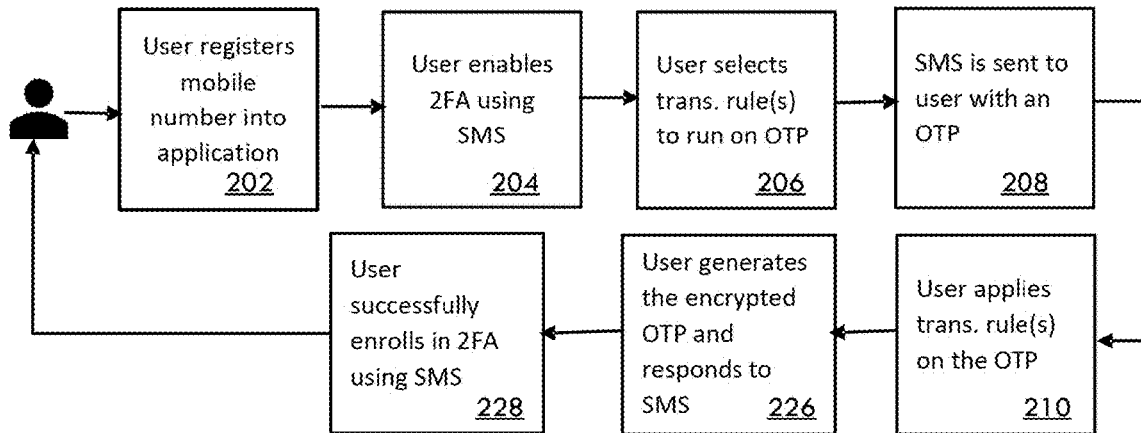 User registers
mobile
number into
application
202
User enables
2FA using
SMS
204
User selects
trans. rule(s)
to run on OTP
206
SMS is sent to
user with an
OTP
208
User applies
trans. rule(s)
on the OTP
210
User generates
the encrypted
OTP and
responds to
SMS
226
User
successfully
enrolls in 2FA
using SMS
228